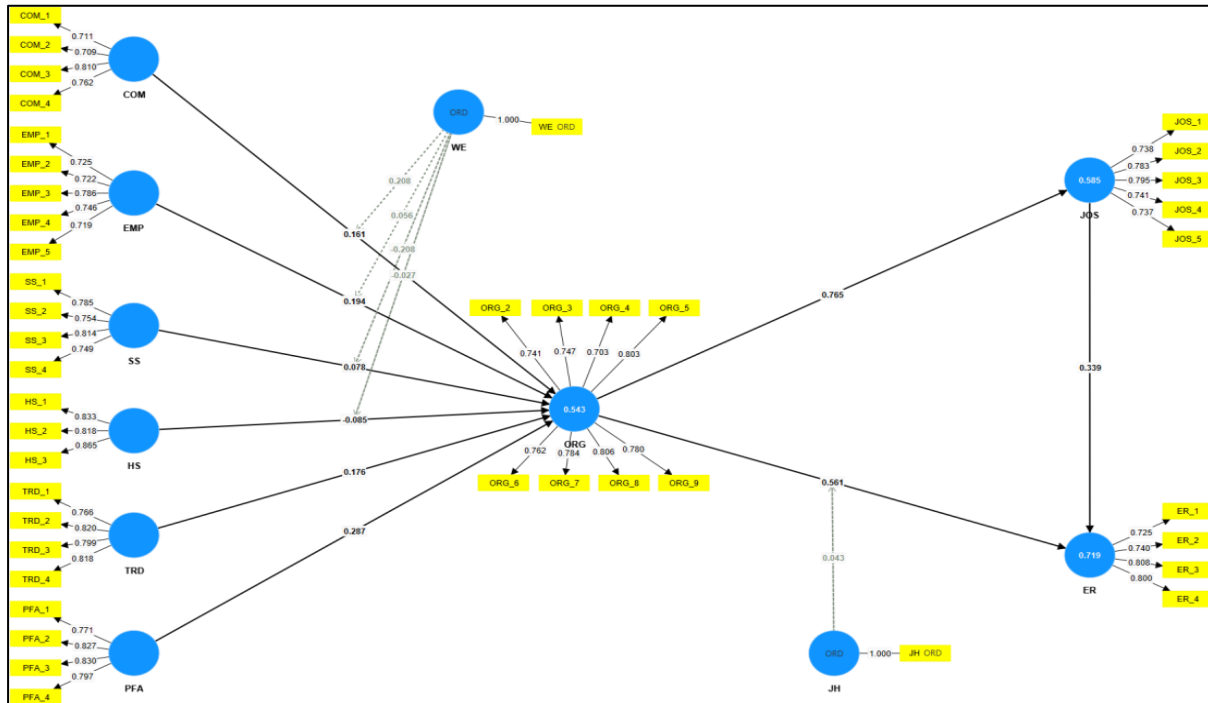 COM_1
0.711
COM_2
0.709
COM_3
0.810
COM_4
0.762
COM
EMP_1
0.725
EMP_2
0.722
EMP_3
0.786
EMP_4
0.746
EMP_5
0.719
EMP
SS_1
0.785
SS_2
0.754
SS_3
0.814
SS_4
0.749
SS
HS_1
0.833
HS_2
0.818
HS_3
0.865
HS
TRD_1
0.766
TRD_2
0.820
TRD_3
0.799
TRD_4
0.818
TRD
PFA_1
0.771
PFA_2
0.827
PFA_3
0.830
PFA_4
0.797
PFA
ORD
1.000
WE ORD
WE
0.208
0.056
-0.208
-0.027
0.161
0.194
0.078
-0.085
0.176
0.287
ORG_2
ORG_3
ORG_4
ORG_5
0.741
0.747
0.703
0.803
0.543
ORG
0.762
0.784
0.806
0.780
ORG_6
ORG_7
ORG_8
ORG_9
0.765
0.561
0.043
ORD
1.000
JH ORD
JH
JOS_1
0.738
JOS_2
0.783
0.585
0.795
JOS_3
0.741
JOS_4
0.737
JOS_5
JOS
0.339
ER_1
0.725
ER_2
0.740
0.719
0.808
ER_3
0.800
ER_4
ER